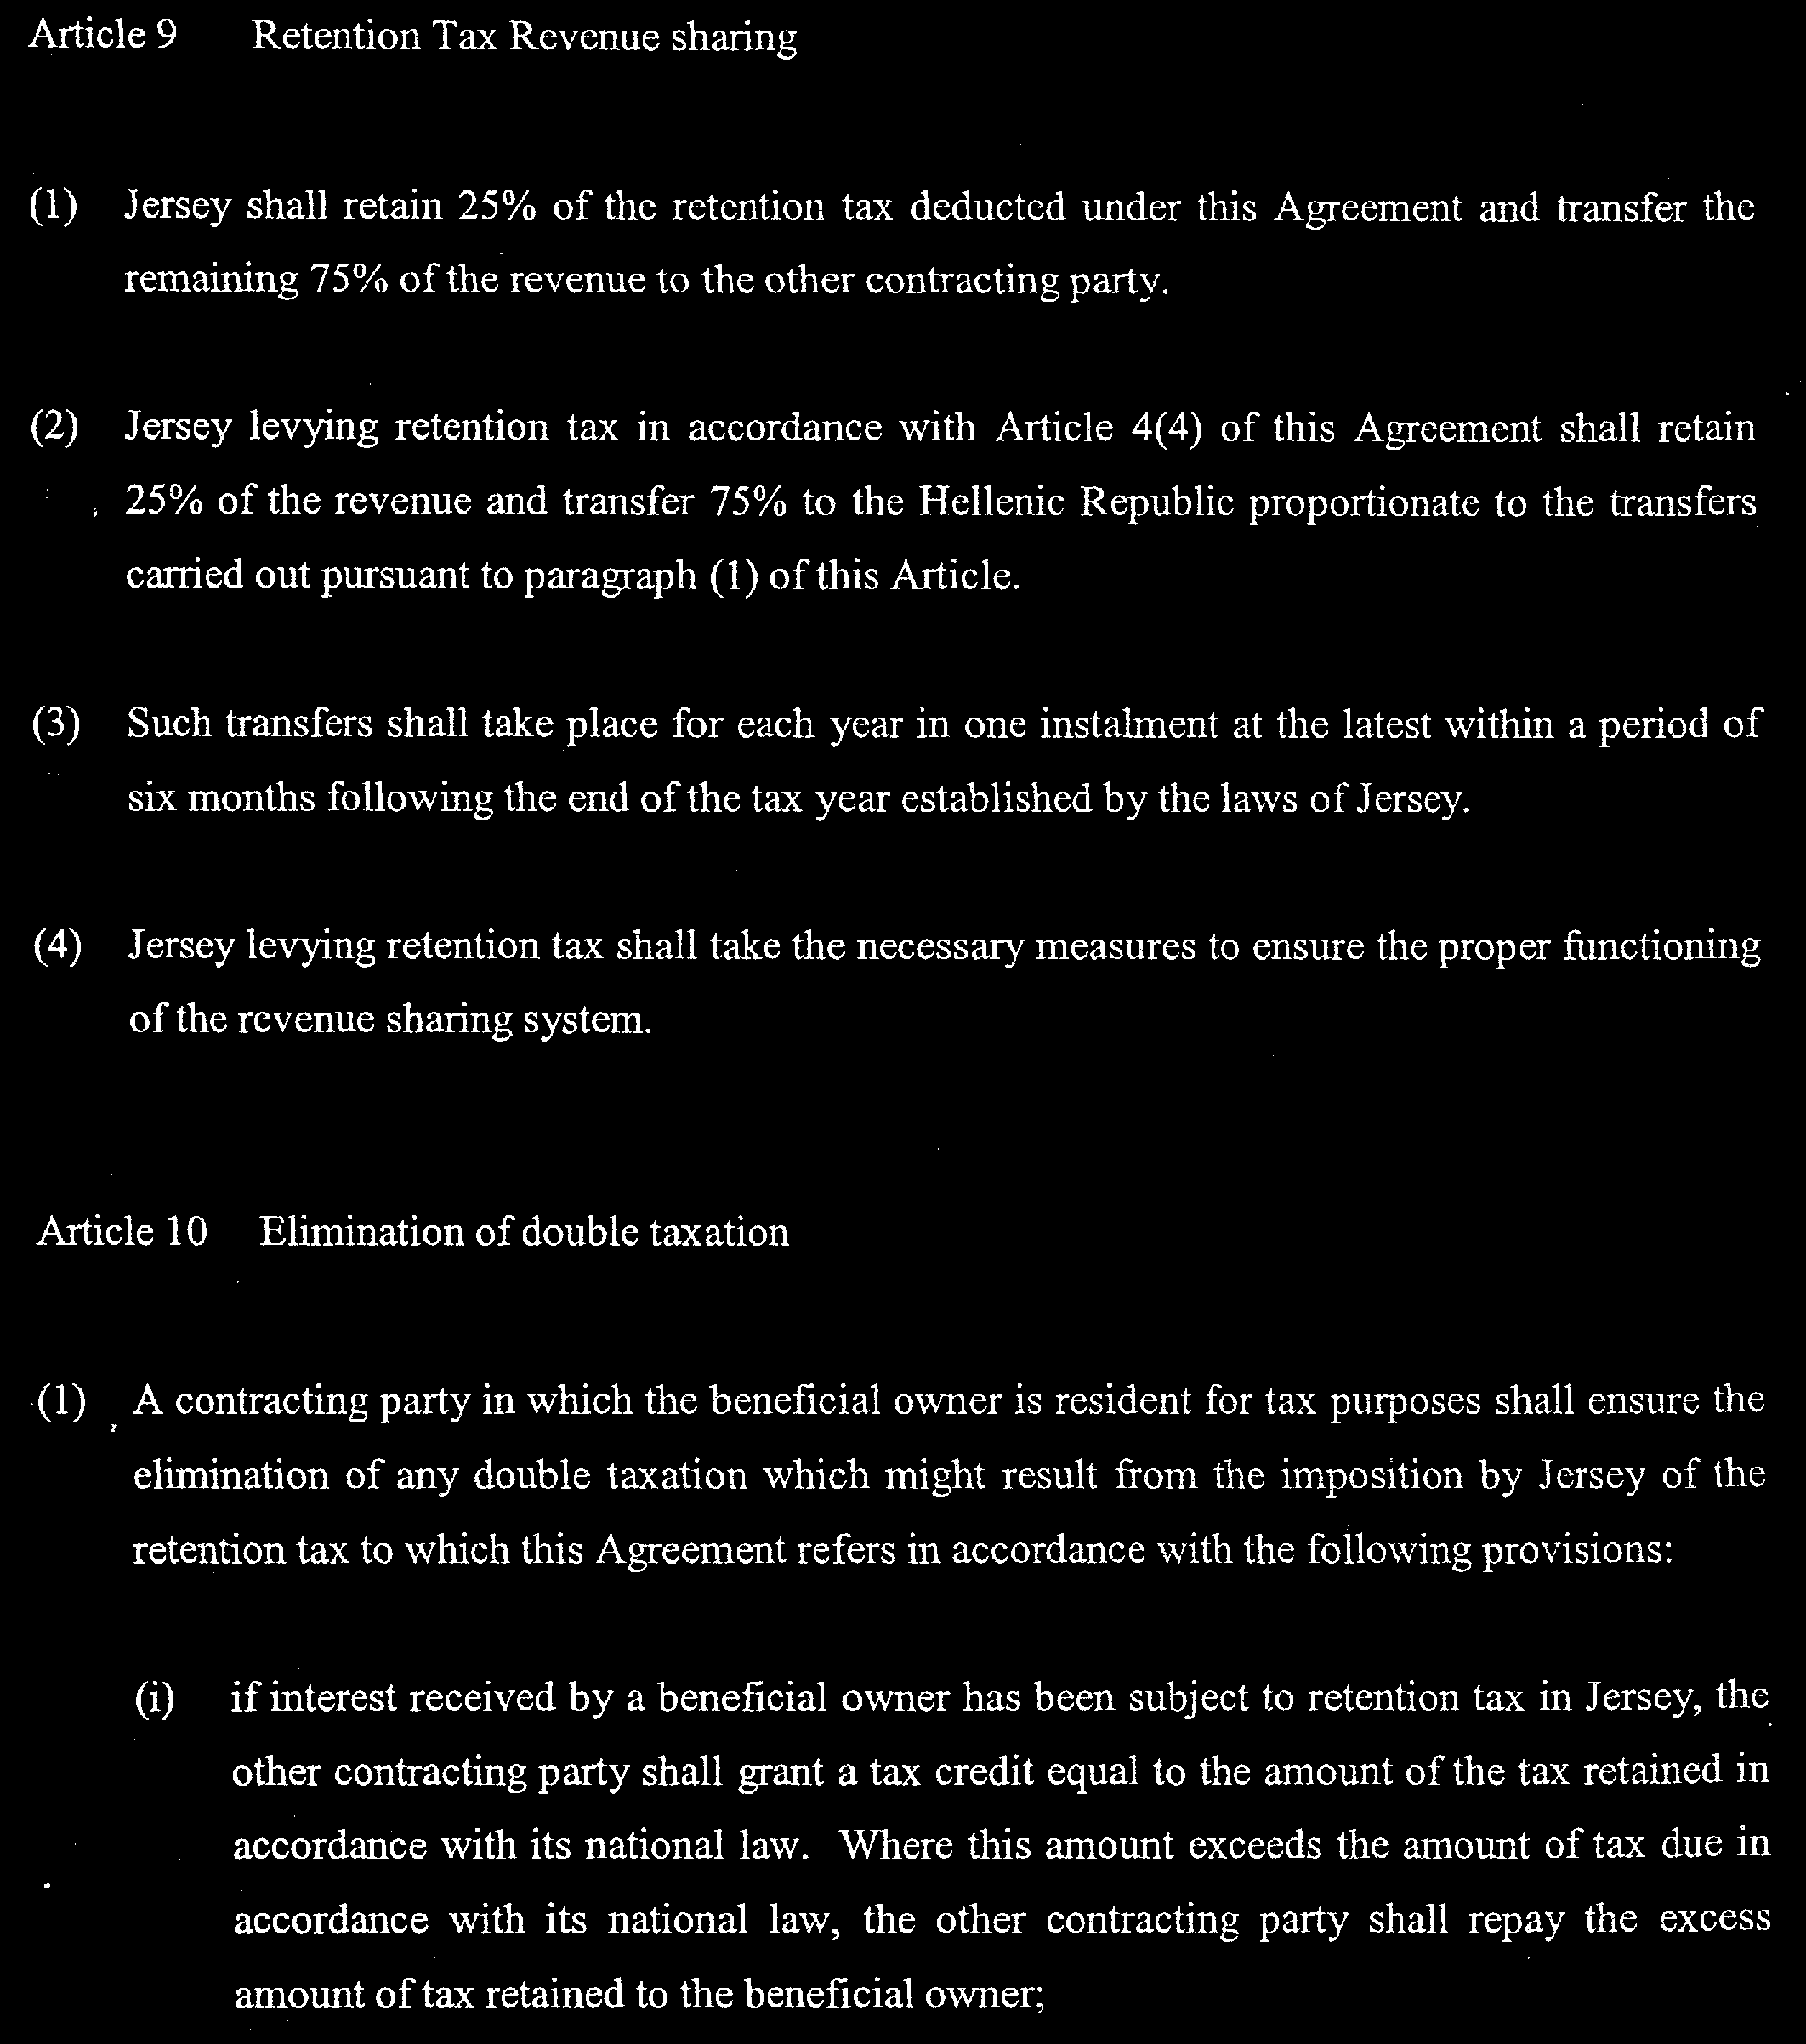 Article 9 Retention Tax Revenue sharing
(1) Jersey shall retain 25% of the retention tax deducted under this Agreement and transfer the
remaining 75% of the revenue to the other contracting party.
(2) Jersey levying retention tax in accordance with Article 4(4) of this Agreement shall retain
25% of the revenue and transfer 75% to the Hellenic Republic proportionate to the transfers
carried out pursuant to paragraph (1) of this Article.
(3) Such transfers shall take place for each year in one instalment at the latest within a period of
six months following the end of the tax year established by the laws of Jersey.
(4) Jersey levying retention tax shall take the necessary measures to ensure the proper functioning
of the revenue sharing system.
Article 10 Elimination of double taxation
(1) A contracting party in which the beneficial owner is resident for tax purposes shall ensure the
elimination of any double taxation which might result from the imposition by Jersey of the
retention tax to which this Agreement refers in accordance with the following provisions:
(i) if interest received by a beneficial owner has been subject to retention tax in Jersey, the
other contracting party shall grant a tax credit equal to the amount of the tax retained in
accordance with its national law. Where this amount exceeds the amount of tax due in
accordance with its national law, the other contracting party shall repay the excess
amount of tax retained to the beneficial owner;